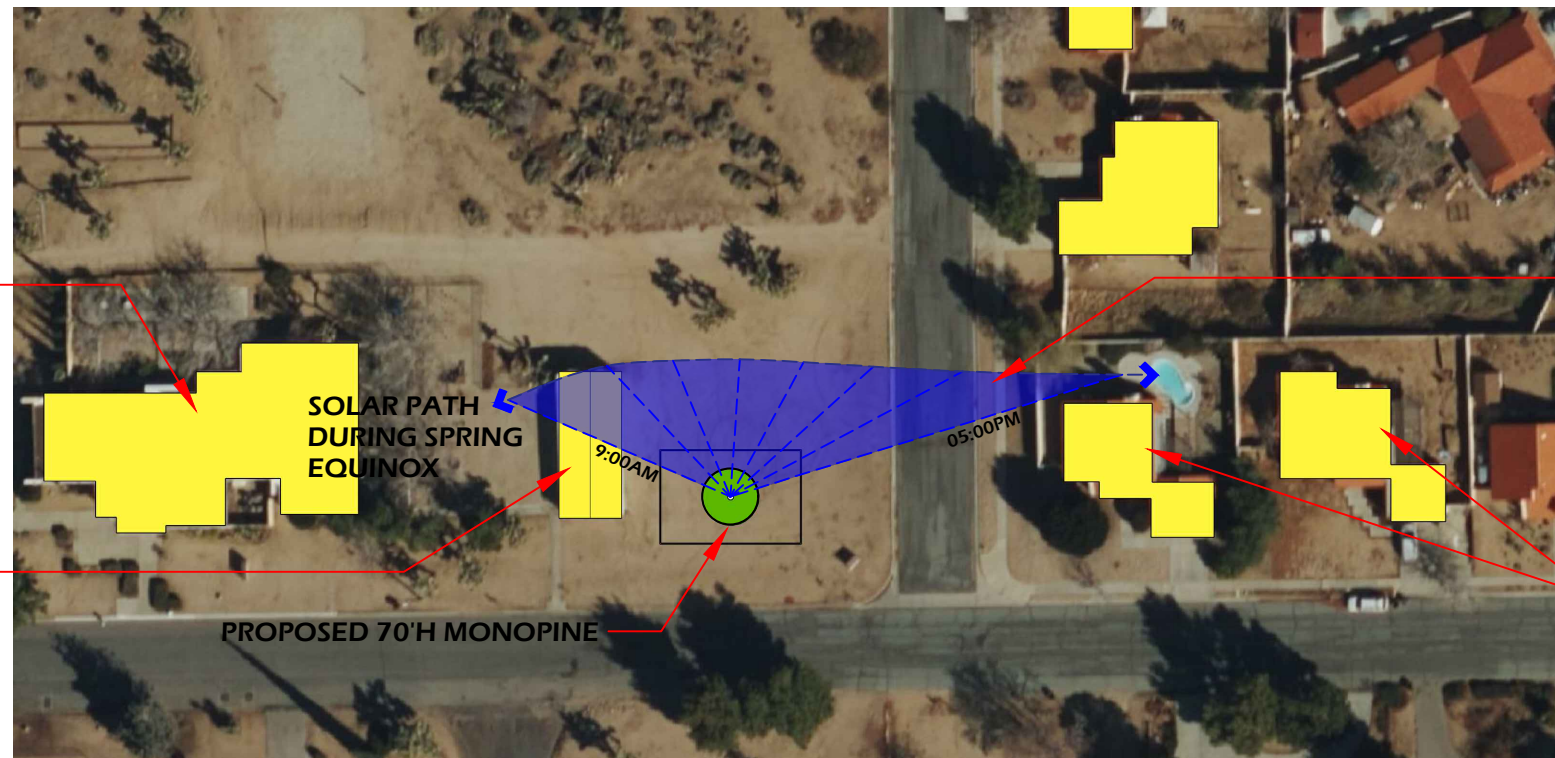 SOLAR PATH
DURING SPRING
EQUINOX
9:00AM
05:00PM
PROPOSED 70'H MONOPINE